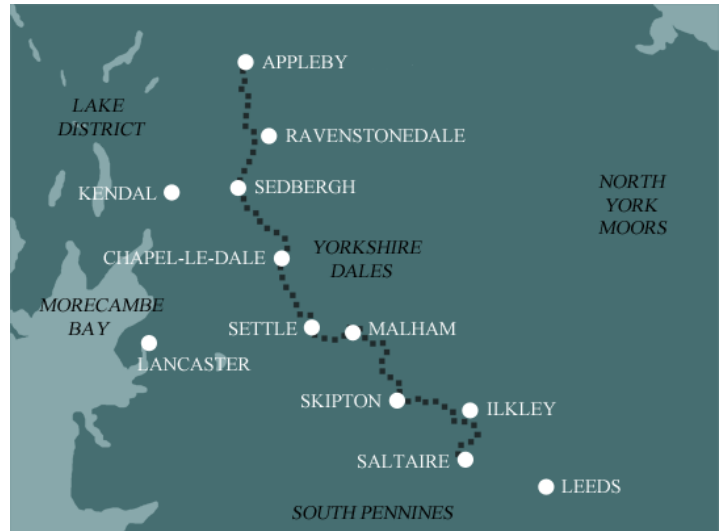 APPLEBY
LAKE
DISTRICT
RAVENSTONEDALE
KENDAL
SEDBERGH
NORTH
YORK
MOORS
CHAPEL-LE-DALE
YORKSHIRE
DALES
MORECAMBE
BAY
SETTLE
MALHAM
LANCASTER
SKIPTON
ILKLEY
SALTAIRE
LEEDS
SOUTH PENNINES